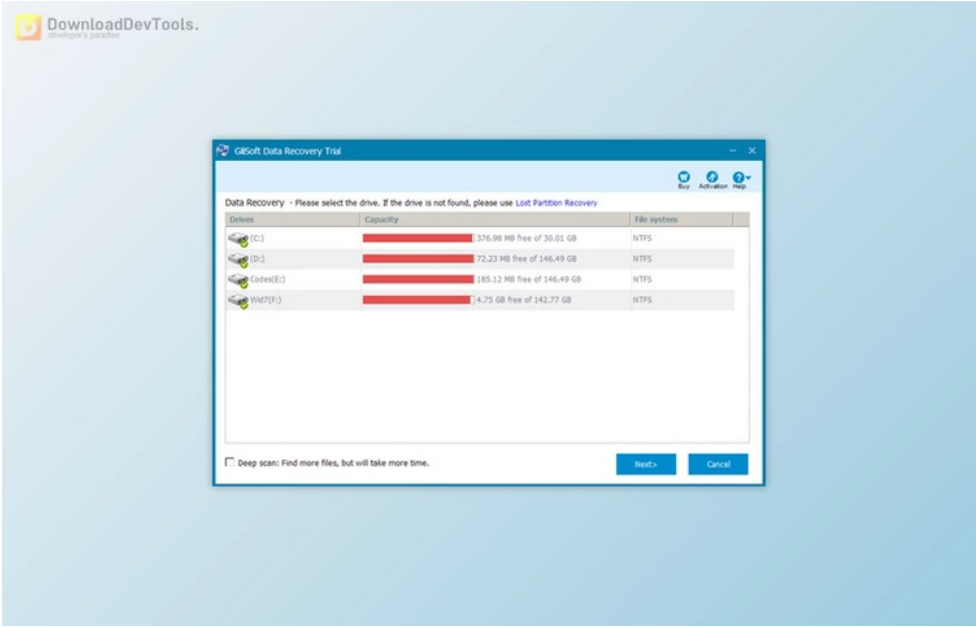 DownloadDevTools.
developer's paradise
GiliSoft Data Recovery Trial
Buy Activation Help
Data Recovery - Please select the drive. If the drive is not found, please use Lost Partition Recovery
Drives Capacity File system
(C:) 376.98 MB free of 30.01 GB NTFS
(D:) 72.23 MB free of 146.49 GB NTFS
Codes(E:) 185.12 MB free of 146.49 GB NTFS
Wid7(F:) 4.75 GB free of 142.77 GB NTFS
Deep scan: Find more files, but will take more time.
Next> Cancel